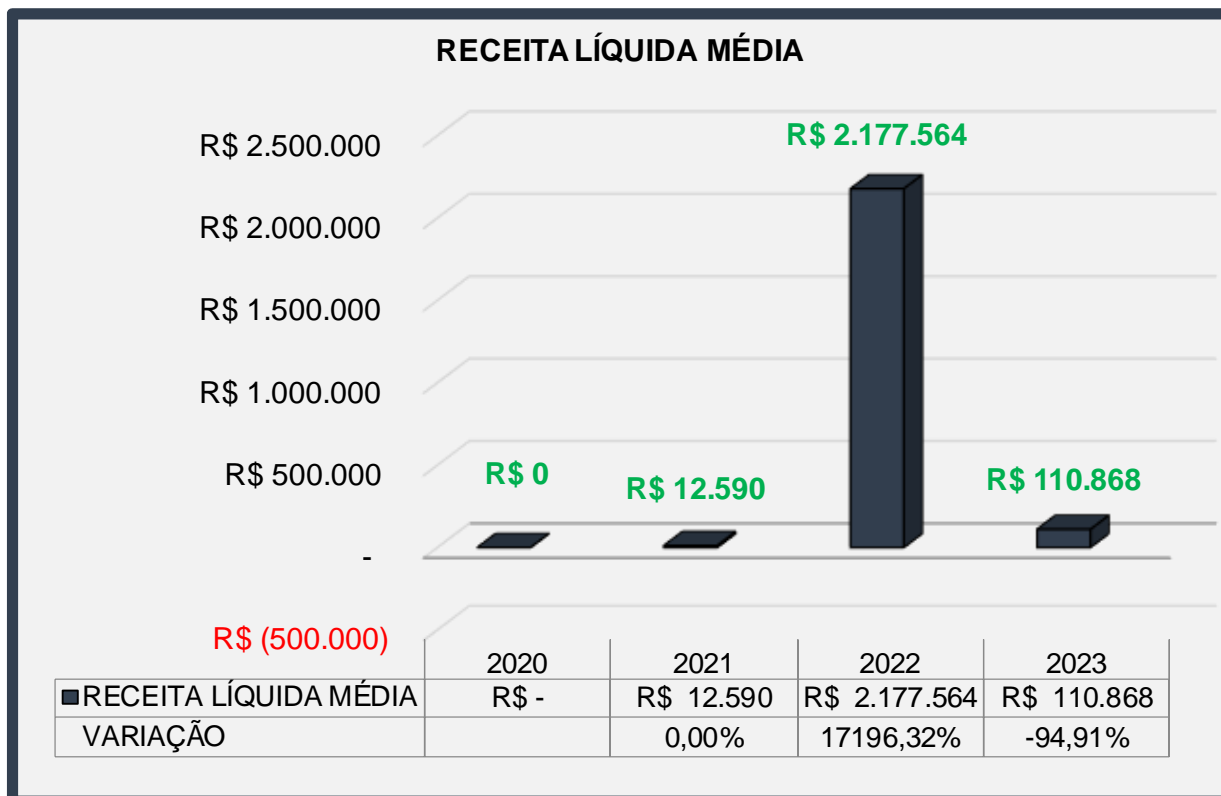 RECEITA LÍQUIDA MÉDIA
R$ 2.500.000
R$ 2.000.000
R$ 1.500.000
R$ 1.000.000
R$ 500.000
-
R$ (500.000)
R$ 0
R$ 12.590
R$ 2.177.564
R$ 110.868
2020 2021 2022 2023
RECEITA LÍQUIDA MÉDIA R$ - R$ 12.590 R$ 2.177.564 R$ 110.868
VARIAÇÃO 0,00% 17196,32% -94,91%